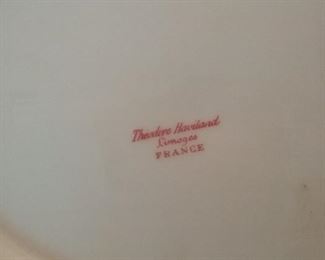 Theodore Haviland
Limoges
FRANCE